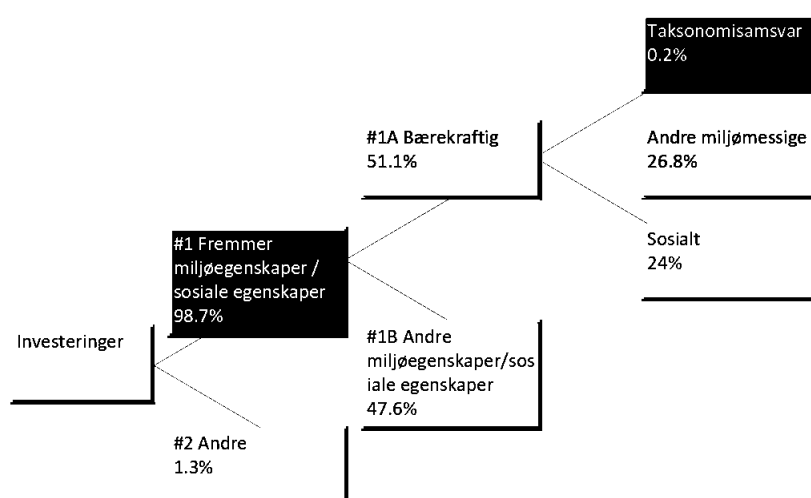 Taksonomisamsvar
0.2%
#1A Bærekraftig
51.1%
Andre miljømessige
26.8%
#1 Fremmer
miljøegenskaper /
sosiale egenskaper
98.7%
Sosialt
24%
Investeringer
#1B Andre
miljøegenskaper/sos
iale egenskaper
47.6%
#2 Andre
1.3%